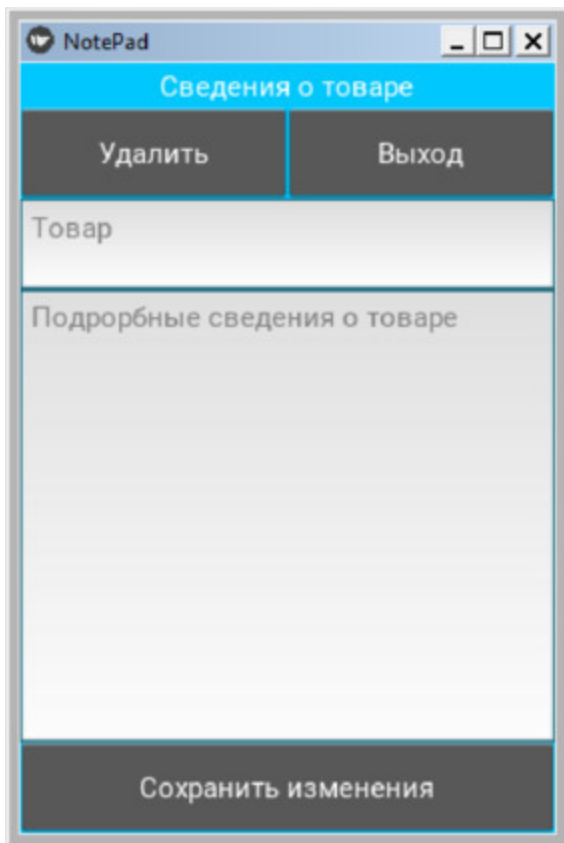 NotePad
Сведения о товаре
Удалить Выход
Товар
Подрорбные сведения о товаре
Сохранить изменения